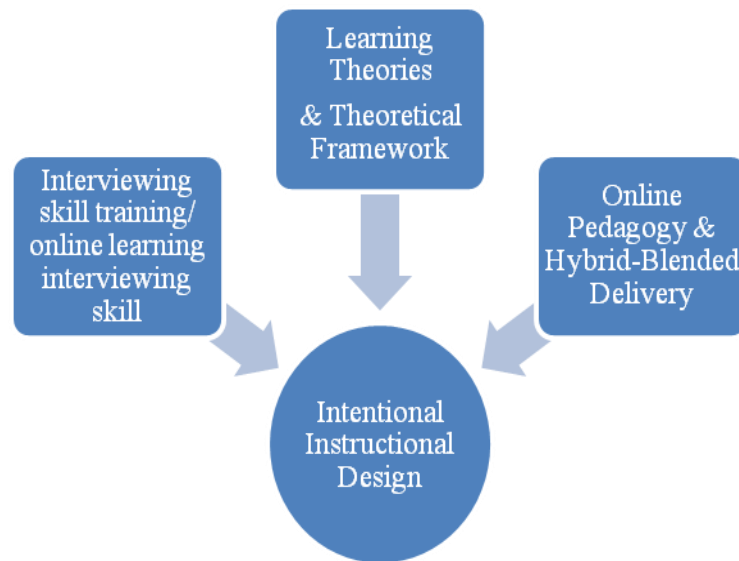 Learning
Theories
& Theoretical
Framework
Interviewing
skill training/
online learning
interviewing
skill
Online
Pedagogy &
Hybrid-Blended
Delivery
Intentional
Instructional
Design